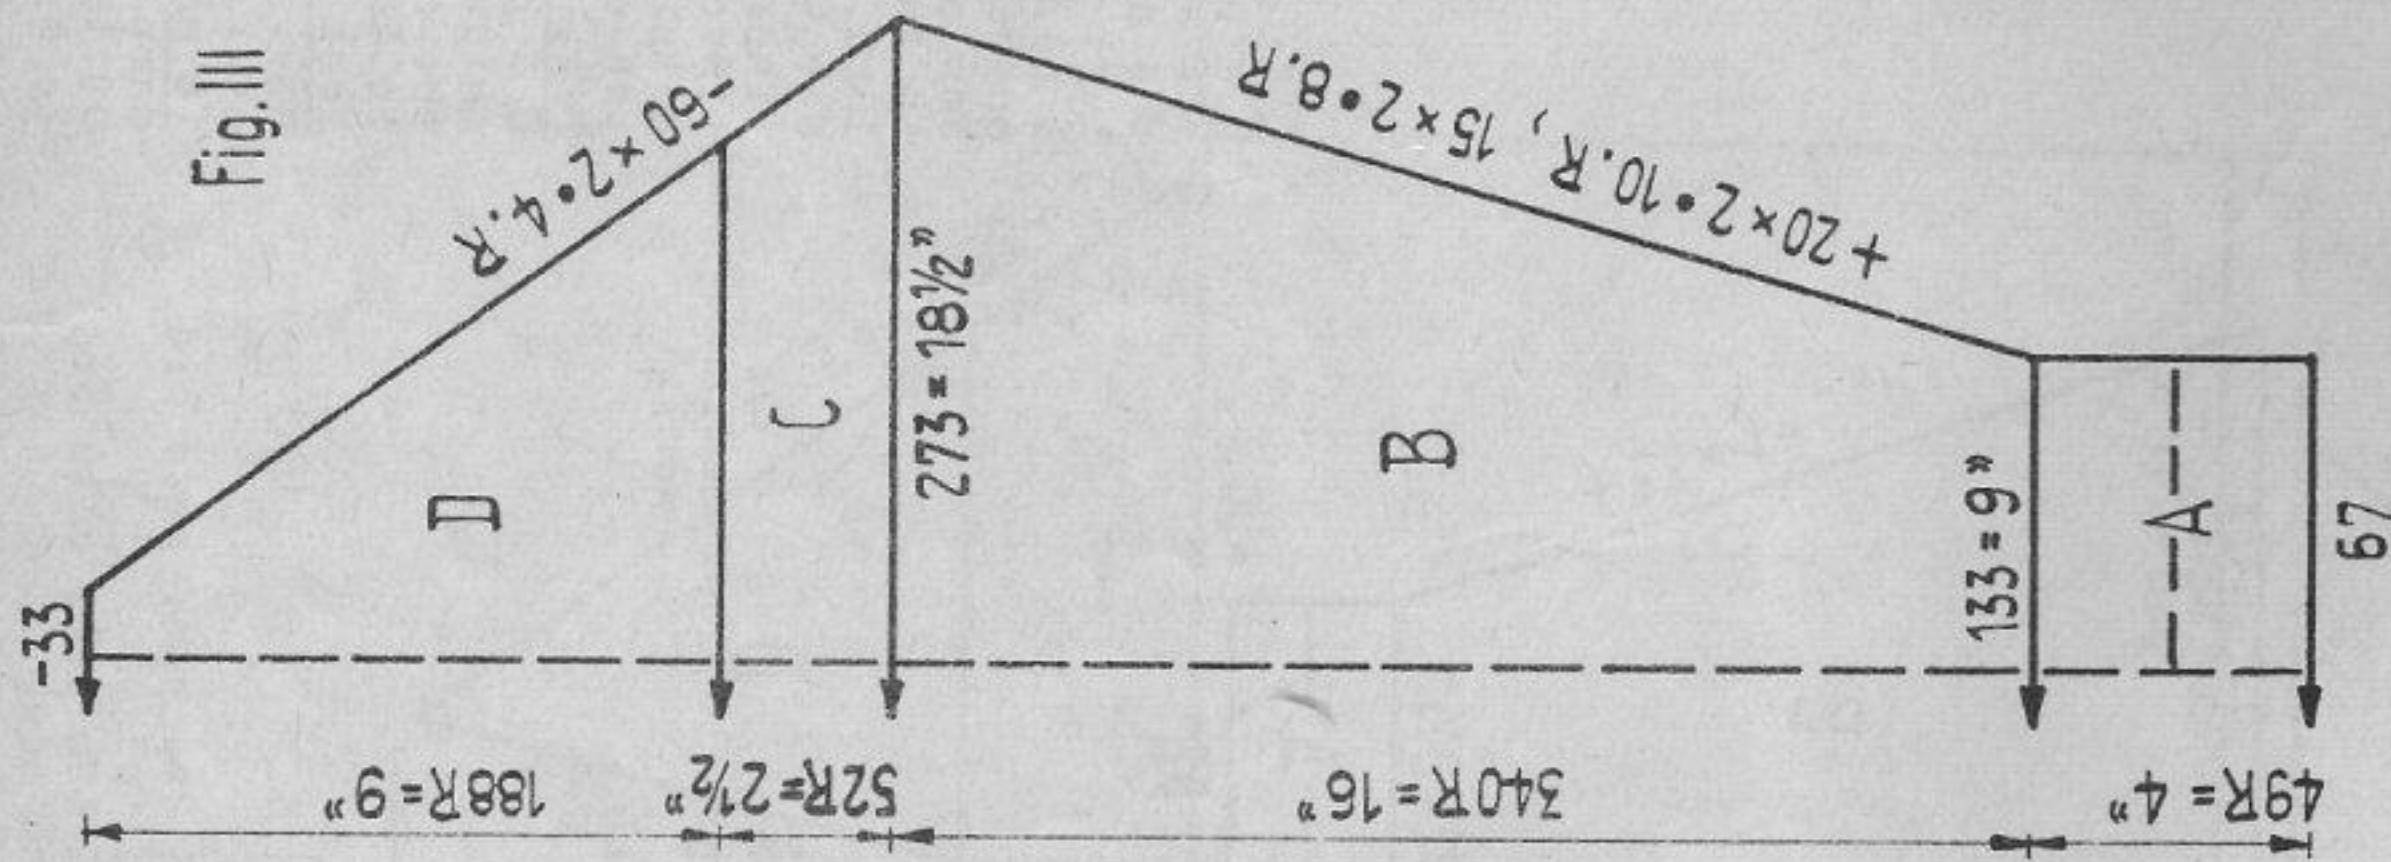 Fig. III
-33
-60×2•4.R
+20×2•10.R, 15×2•8.R
D
C
273=18½”
B
133=9”
A
67
188R=9”
52R=2½”
340R=16”
49R=4”